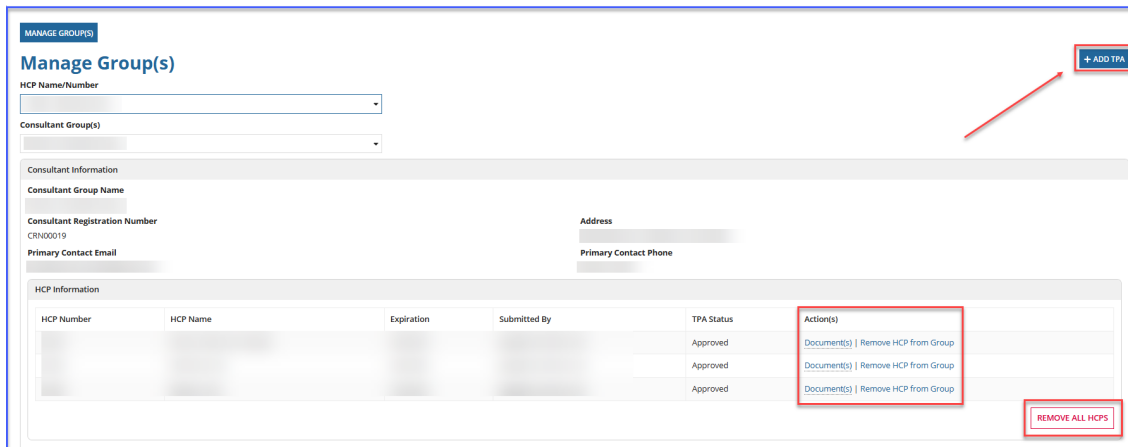 MANAGE GROUP(S)
Manage Group(s)
+ ADD TPA
HCP Name/Number
Consultant Group(s)
Consultant Information
Consultant Group Name
Consultant Registration Number
Address
CRN00019
Primary Contact Email
Primary Contact Phone
HCP Information
HCP Number HCP Name Expiration Submitted By TPA Status Action(s)
Approved Document(s) | Remove HCP from Group
Approved Document(s) | Remove HCP from Group
Approved Document(s) | Remove HCP from Group
REMOVE ALL HCPS